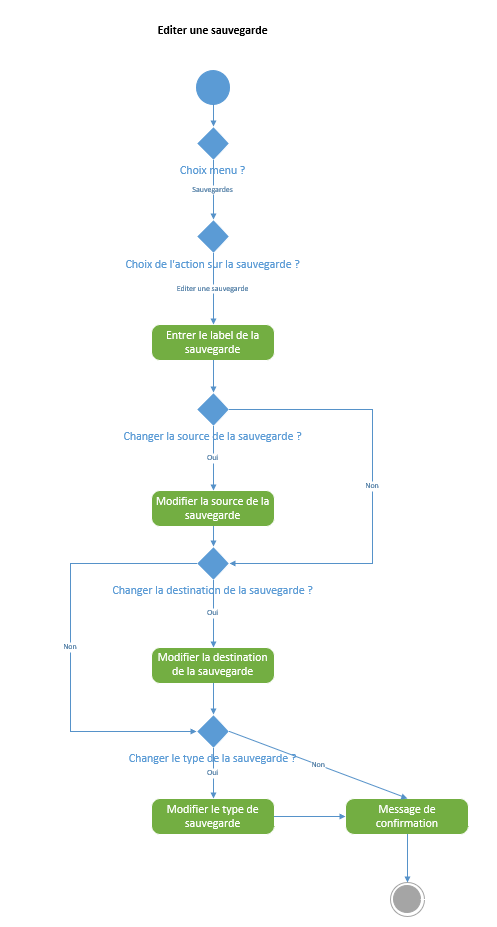 Editer une sauvegarde
Choix menu ?
Sauvegardes
Choix de l'action sur la sauvegarde ?
Editer une sauvegarde
Entrer le label de la
sauvegarde
Changer la source de la sauvegarde ?
Oui
Non
Modifier la source de la
sauvegarde
Changer la destination de la sauvegarde ?
Oui
Non
Modifier la destination
de la sauvegarde
Changer le type de la sauvegarde ?
Non
Oui
Modifier le type de
sauvegarde
Message de
confirmation